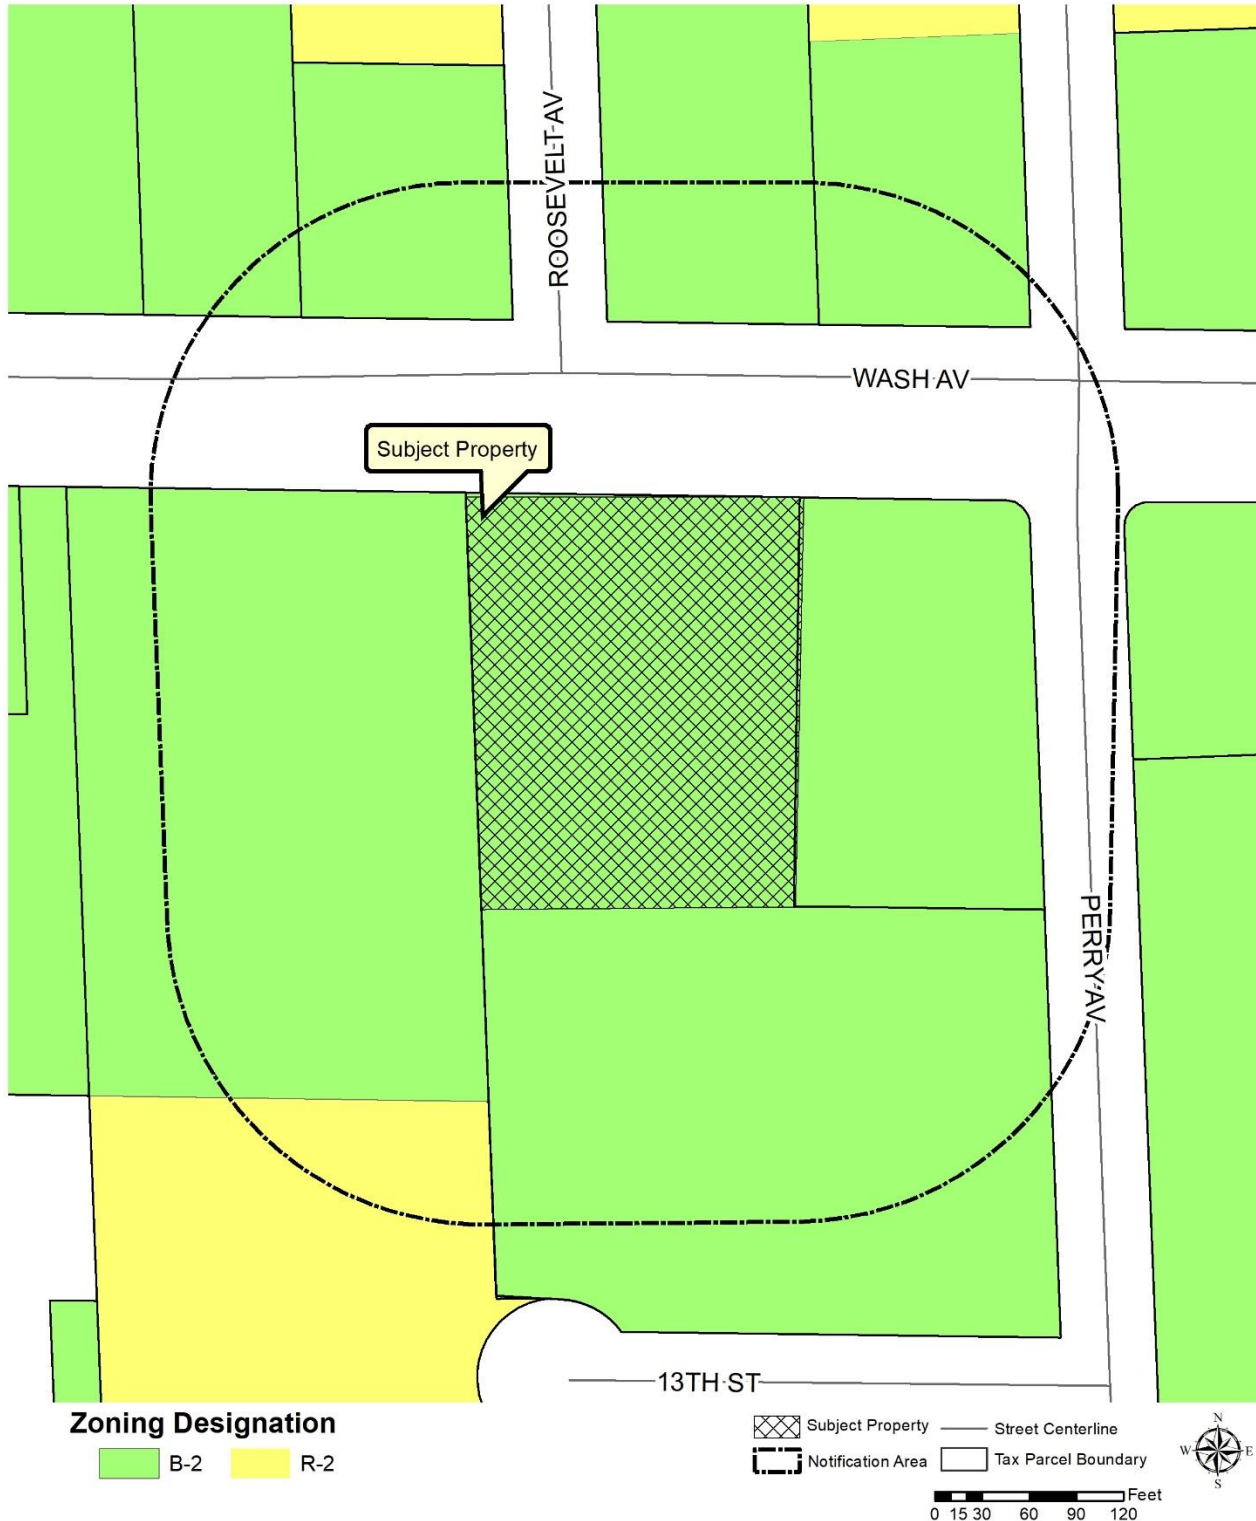 ROOSEVELT AV
WASH AV
Subject Property
PERRY AV
13TH ST
Zoning Designation
B-2
R-2
Subject Property
Street Centerline
Notification Area
Tax Parcel Boundary
N
W
E
S
Feet
0 15 30 60 90 120